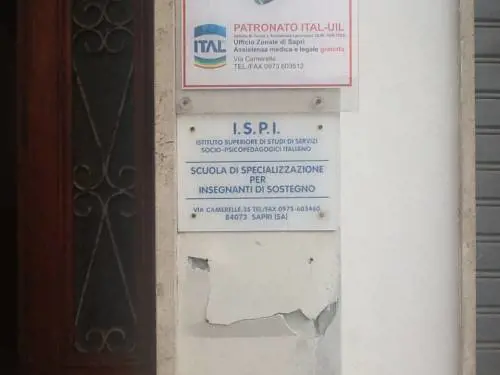 PATRONATO ITAL-UIL
ITAL
Ufficio Zonale di Sapri
Assistenza medica e legale gratuita
Via Camerelle
TEL./FAX 0973 603512
I.S.P.I.
ISTITUTO SUPERIORE DI STUDI DI SERVIZI
SOCIO-PSICOPEDAGOGICI ITALIANO
SCUOLA DI SPECIALIZZAZIONE
PER
INSEGNANTI DI SOSTEGNO
VIA CAMERELLE,35 TEL/FAX 0973-603460
84073 SAPRI (SA)